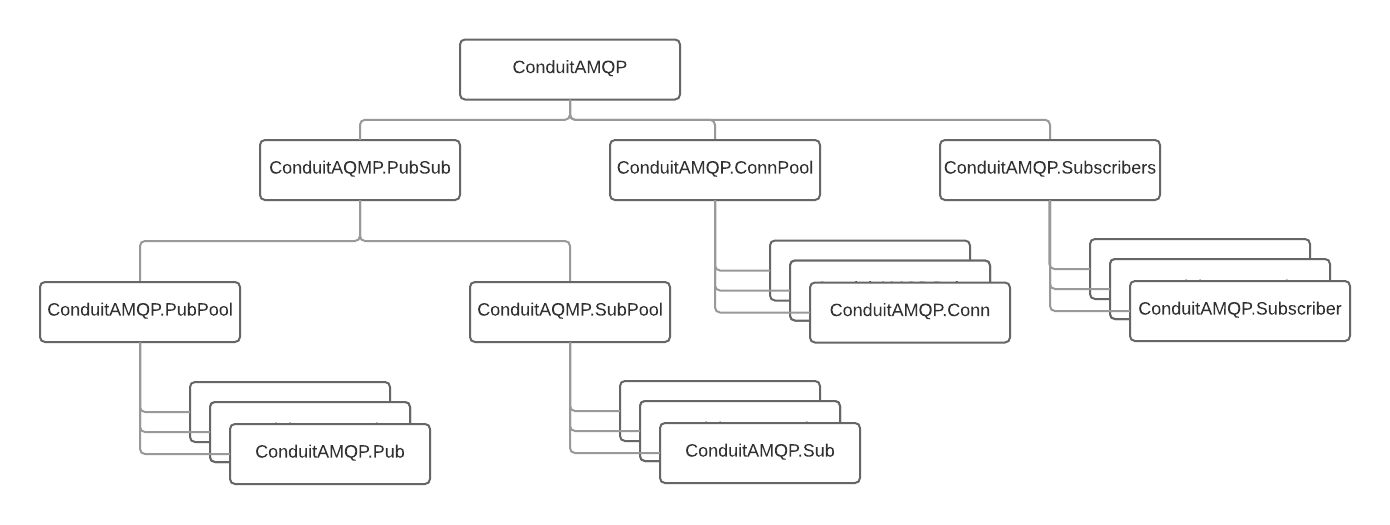 ConduitAMQP
ConduitAQMP.PubSub
ConduitAMQP.ConnPool
ConduitAMQP.Subscribers
ConduitAMQP.PubPool
ConduitAQMP.SubPool
ConduitAMQP.Conn
ConduitAMQP.Subscriber
ConduitAMQP.Pub
ConduitAMQP.Sub